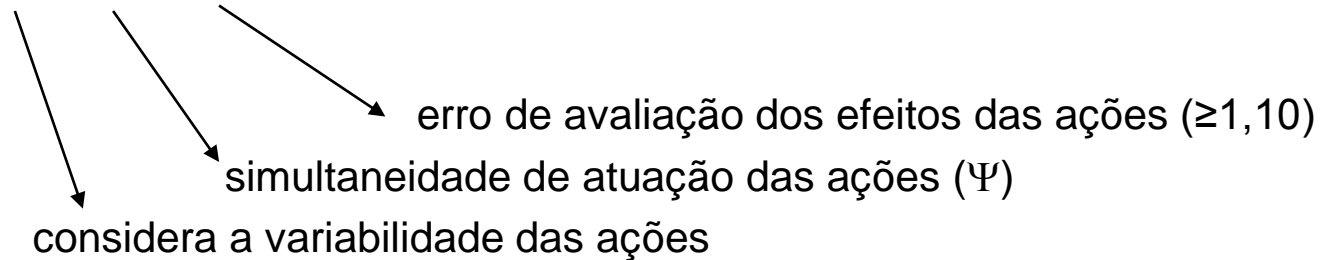 erro de avaliação dos efeitos das ações (≥1,10)
simultaneidade de atuação das ações (Ψ)
considera a variabilidade das ações